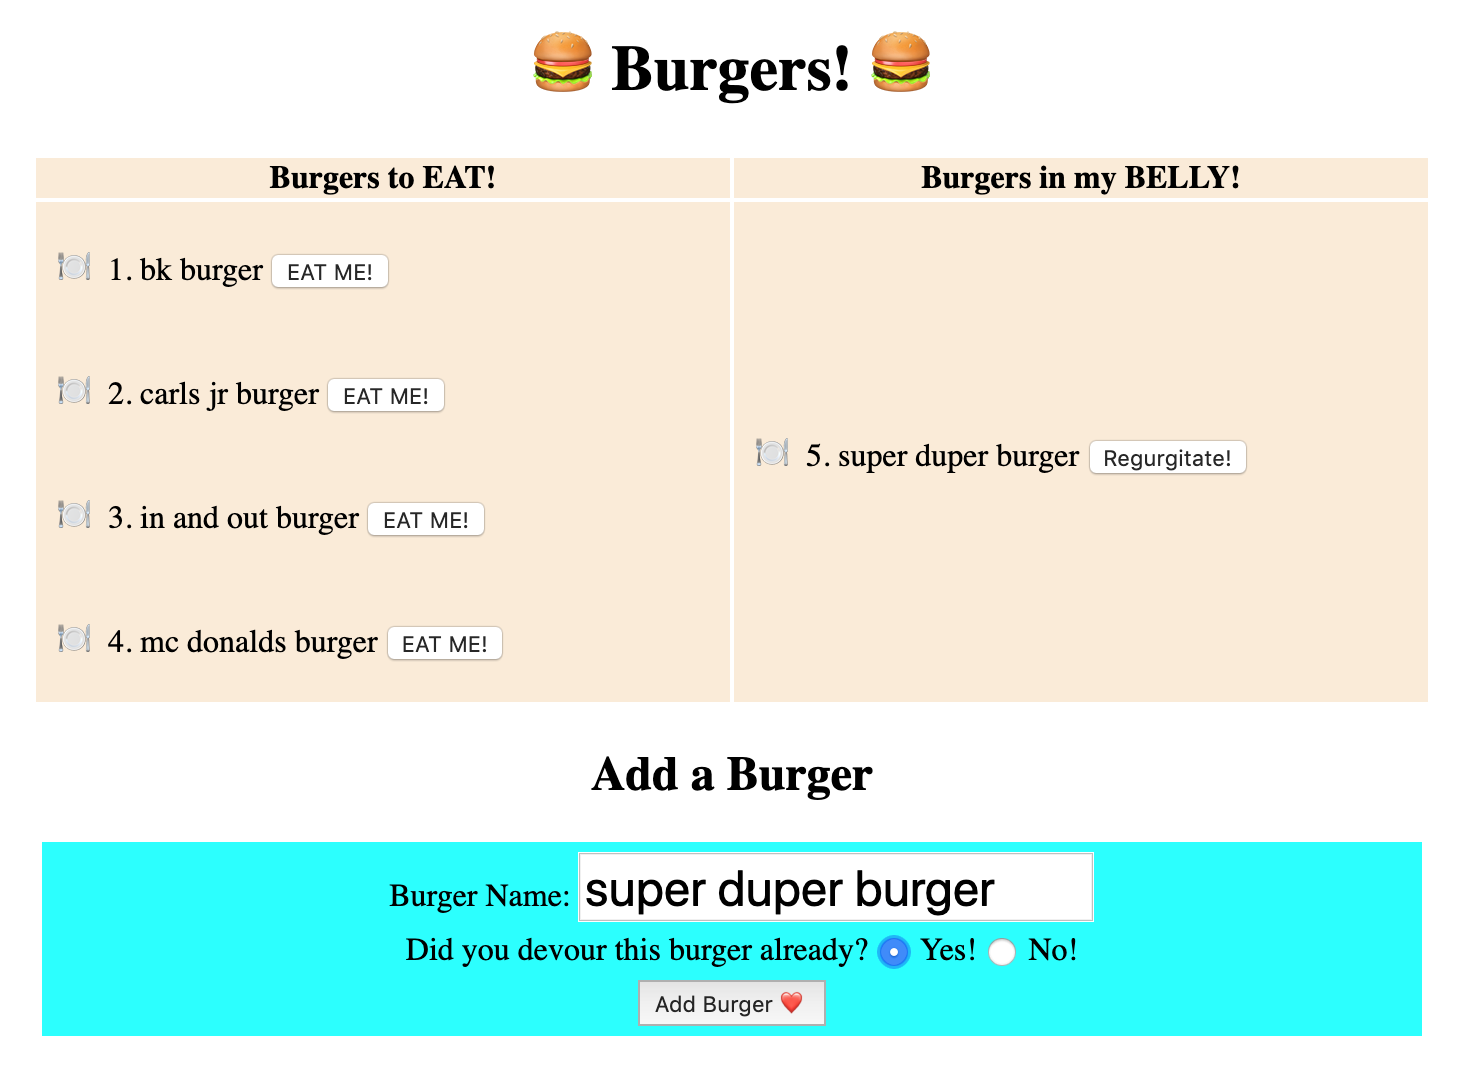 🍔 Burgers! 🍔
Burgers to EAT!
🍽 1. bk burger EAT ME!
🍽 2. carls jr burger EAT ME!
🍽 3. in and out burger EAT ME!
🍽 4. mc donalds burger EAT ME!
Burgers in my BELLY!
🍽 5. super duper burger Regurgitate!
Add a Burger
Burger Name: super duper burger
Did you devour this burger already? Yes! No!
Add Burger ❤️